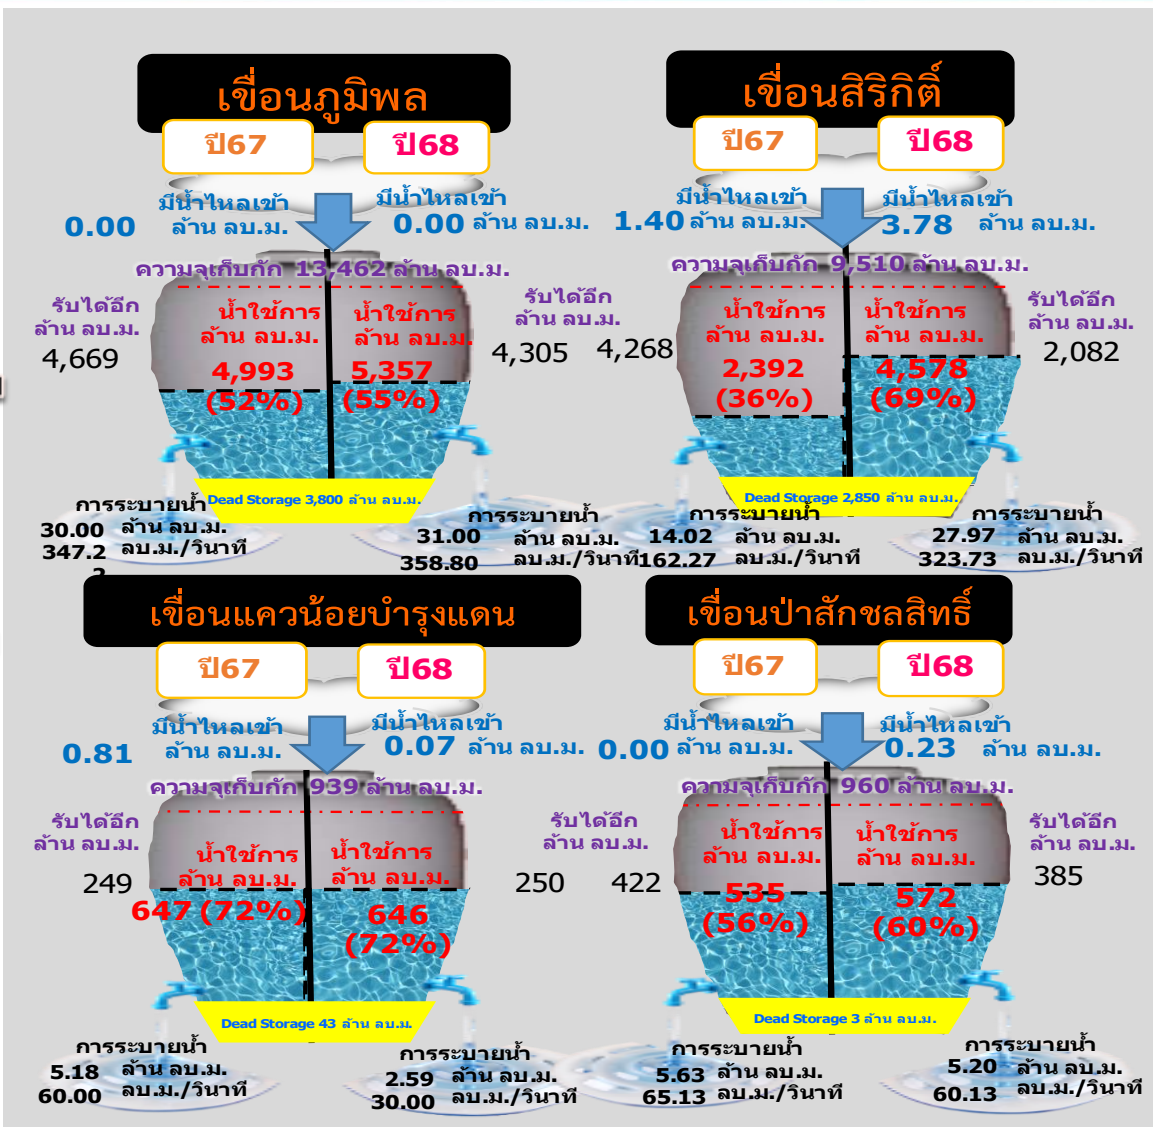 เขื่อนภูมิพล
ปี67
ปี68
มีน้ำไหลเข้า
0.00 ล้าน ลบ.ม.
มีน้ำไหลเข้า
0.00 ล้าน ลบ.ม.
ความจุเก็บกัก 13,462 ล้าน ลบ.ม.
รับได้อีก
ล้าน ลบ.ม.
4,669
น้ำใช้การ
ล้าน ลบ.ม.
4,993
(52%)
น้ำใช้การ
ล้าน ลบ.ม.
5,357
(55%)
รับได้อีก
ล้าน ลบ.ม.
4,305
Dead Storage 3,800 ล้าน ลบ.ม.
การระบายน้ำ
30.00 ล้าน ลบ.ม.
347.2 ลบ.ม./วินาที
การระบายน้ำ
31.00 ล้าน ลบ.ม.
358.80 ลบ.ม./วินาที
เขื่อนสิริกิติ์
ปี67
ปี68
มีน้ำไหลเข้า
1.40 ล้าน ลบ.ม.
มีน้ำไหลเข้า
3.78 ล้าน ลบ.ม.
ความจุเก็บกัก 9,510 ล้าน ลบ.ม.
4,268
น้ำใช้การ
ล้าน ลบ.ม.
2,392
(36%)
น้ำใช้การ
ล้าน ลบ.ม.
4,578
(69%)
รับได้อีก
ล้าน ลบ.ม.
2,082
Dead Storage 2,850 ล้าน ลบ.ม.
การระบายน้ำ
14.02 ล้าน ลบ.ม.
162.27 ลบ.ม./วินาที
การระบายน้ำ
27.97 ล้าน ลบ.ม.
323.73 ลบ.ม./วินาที
เขื่อนแควน้อยบำรุงแดน
ปี67
ปี68
มีน้ำไหลเข้า
0.81 ล้าน ลบ.ม.
มีน้ำไหลเข้า
0.07 ล้าน ลบ.ม.
ความจุเก็บกัก 939 ล้าน ลบ.ม.
รับได้อีก
ล้าน ลบ.ม.
249
น้ำใช้การ
ล้าน ลบ.ม.
647 (72%)
น้ำใช้การ
ล้าน ลบ.ม.
646
(72%)
รับได้อีก
ล้าน ลบ.ม.
250
Dead Storage 43 ล้าน ลบ.ม.
การระบายน้ำ
5.18 ล้าน ลบ.ม.
60.00 ลบ.ม./วินาที
การระบายน้ำ
2.59 ล้าน ลบ.ม.
30.00 ลบ.ม./วินาที
เขื่อนป่าสักชลสิทธิ์
ปี67
ปี68
มีน้ำไหลเข้า
0.00 ล้าน ลบ.ม.
มีน้ำไหลเข้า
0.23 ล้าน ลบ.ม.
ความจุเก็บกัก 960 ล้าน ลบ.ม.
422
น้ำใช้การ
ล้าน ลบ.ม.
535
(56%)
น้ำใช้การ
ล้าน ลบ.ม.
572
(60%)
รับได้อีก
ล้าน ลบ.ม.
385
Dead Storage 3 ล้าน ลบ.ม.
การระบายน้ำ
5.63 ล้าน ลบ.ม.
65.13 ลบ.ม./วินาที
การระบายน้ำ
5.20 ล้าน ลบ.ม.
60.13 ลบ.ม./วินาที